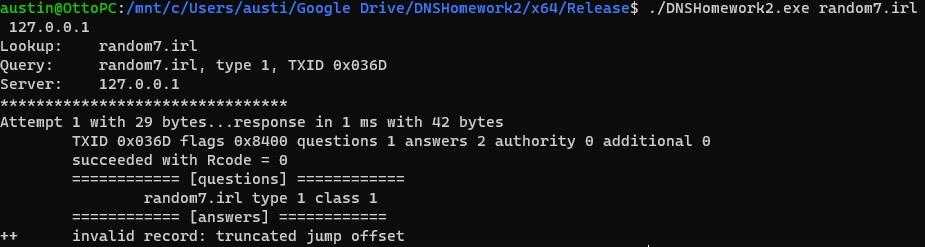 austin@OttoPC:/mnt/c/Users/austi/Google Drive/DNSHomework2/x64/Release$ ./DNSHomework2.exe random7.irl
127.0.0.1
Lookup: random7.irl
Query: random7.irl, type 1, TXID 0x036D
Server: 127.0.0.1
********************************
Attempt 1 with 29 bytes...response in 1 ms with 42 bytes
TXID 0x036D flags 0x8400 questions 1 answers 2 authority 0 additional 0
succeeded with Rcode = 0
============ [questions] ============
random7.irl type 1 class 1
============ [answers] ============
++ invalid record: truncated jump offset